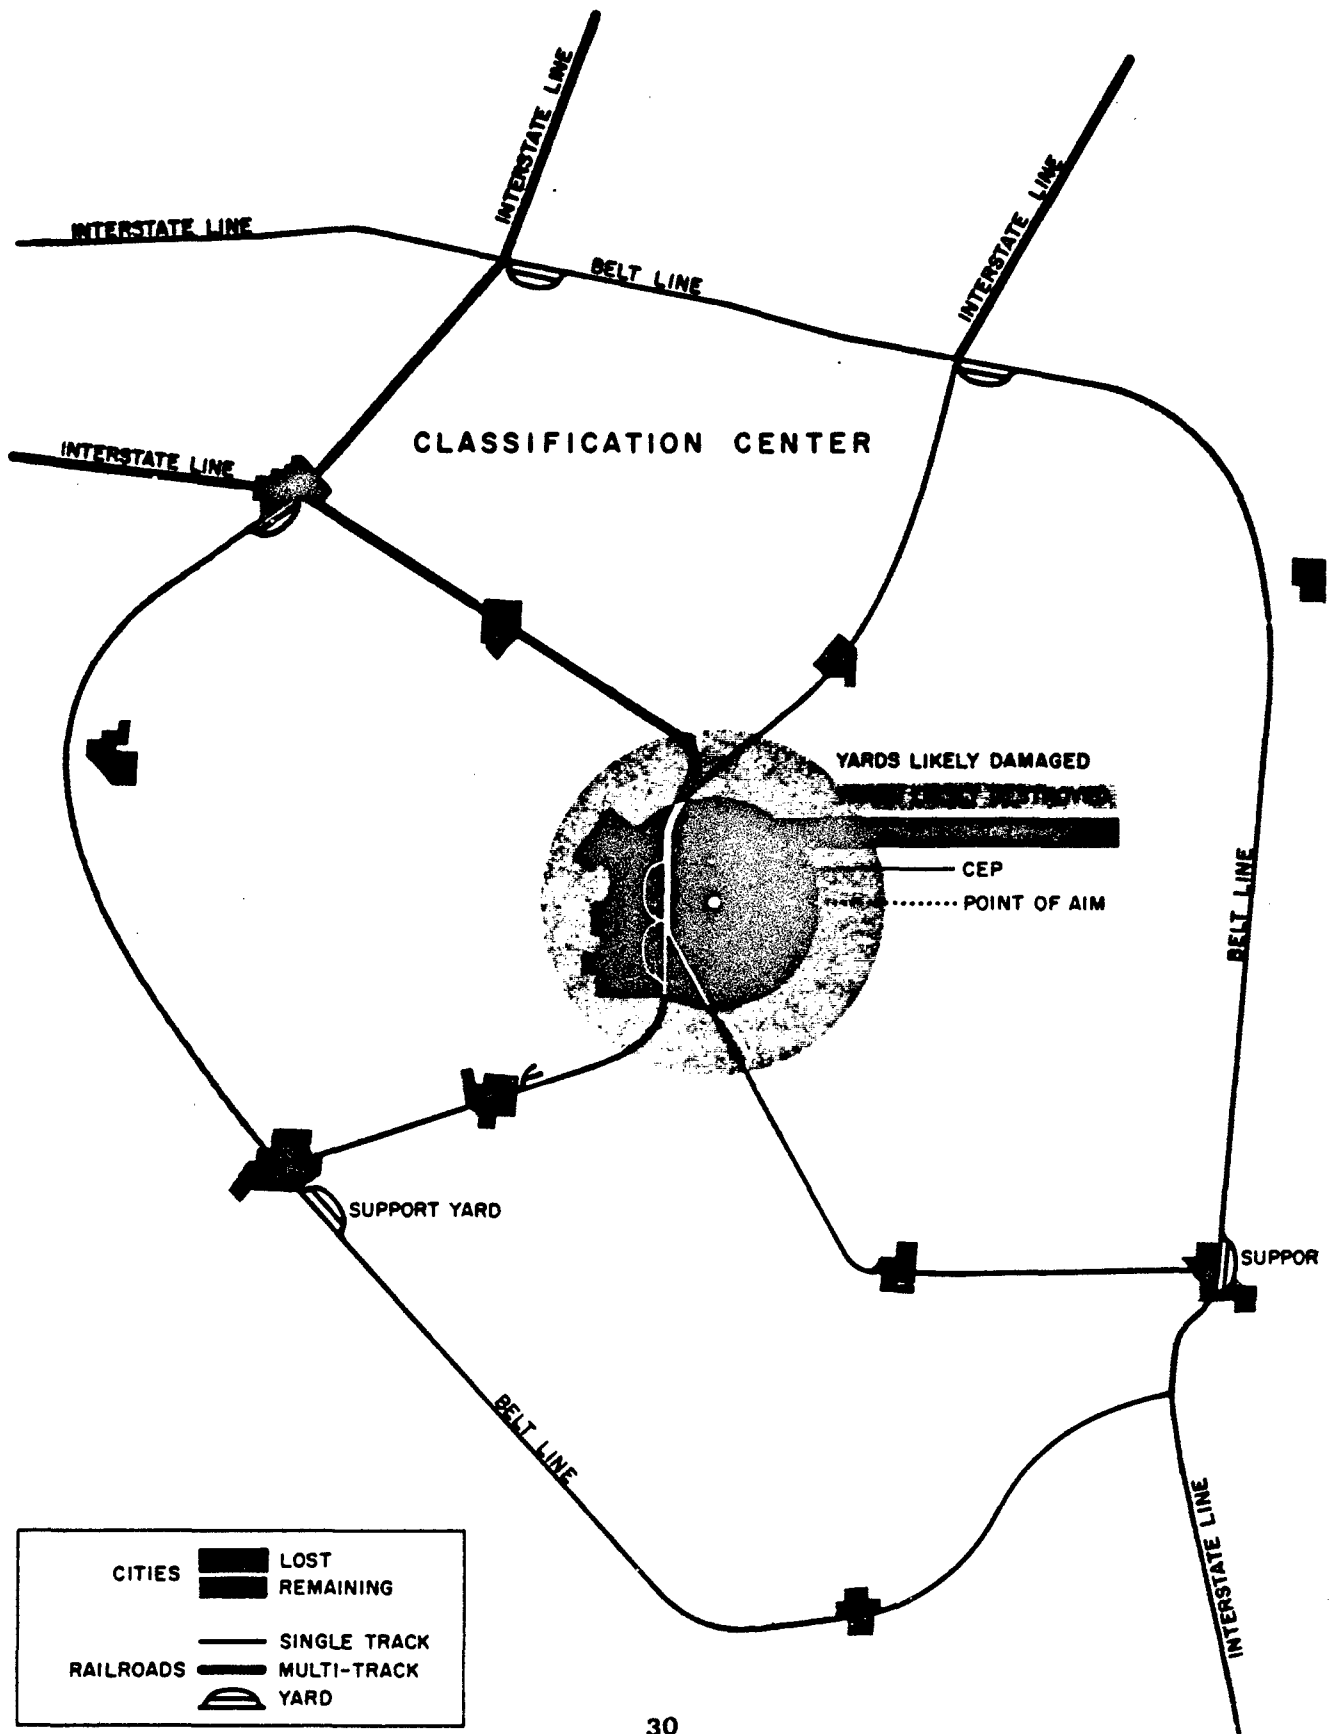 INTERSTATE LINE
INTERSTATE LINE
INTERSTATE LINE
BELT LINE
INTERSTATE LINE
CLASSIFICATION CENTER
YARDS LIKELY DAMAGED
DESTROYED
CEP
POINT OF AIM
BELT LINE
SUPPORT YARD
SUPPOR
BELT LINE
INTERSTATE LINE
CITIES
LOST
REMAINING
RAILROADS
SINGLE TRACK
MULTI-TRACK
YARD
30